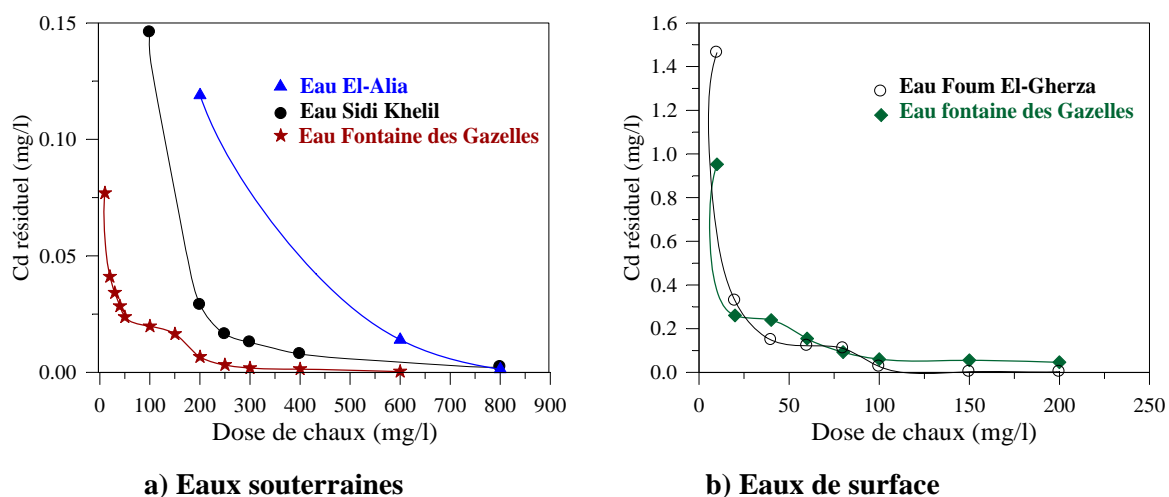 0.15
0.10
0.05
0.00
Cd résiduel (mg/l)
Eau El-Alia
Eau Sidi Khelil
Eau Fontaine des Gazelles
0 100 200 300 400 500 600 700 800 900
Dose de chaux (mg/l)
a) Eaux souterraines
1.6
1.4
1.2
1.0
0.8
0.6
0.4
0.2
0.0
Cd résiduel (mg/l)
Eau Foum El-Gherza
Eau fontaine des Gazelles
0 50 100 150 200 250
Dose de chaux (mg/l)
b) Eaux de surface